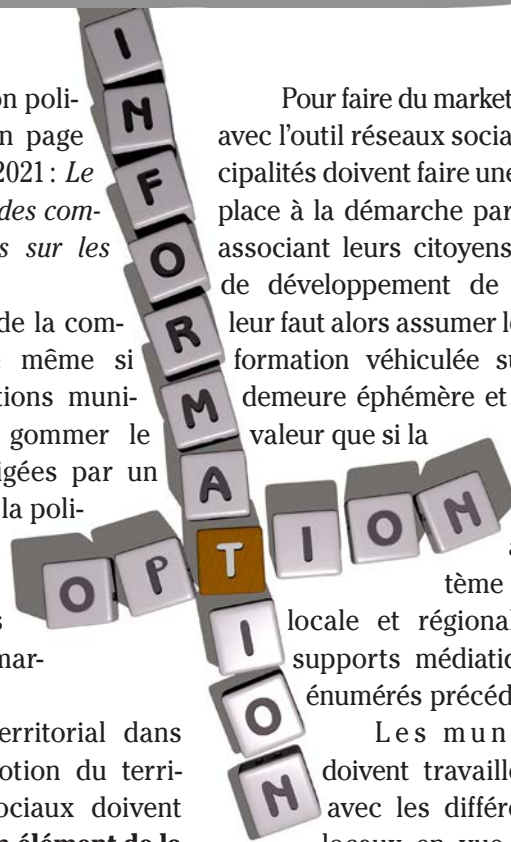 INFORMATION
OPTION
on poli-
n page
2021 : Le
des com-
s sur les
de la com-
même si
tions muni-
gommer le
igées par un
la poli-
s
mar-
erritorial dans
otion du terri-
ociaux doivent
n élément de la
Pour faire du market
avec l'outil réseaux socia
cipalités doivent faire une
place à la démarche par
associant leurs citoyens
de développement de
leur faut alors assumer le
formation véhiculée su
demeure éphémère et
valeur que si la
tème
locale et régional
supports médiatiq
énumérés précéd
Les mun
doivent travaille
avec les différe
locaux en vue